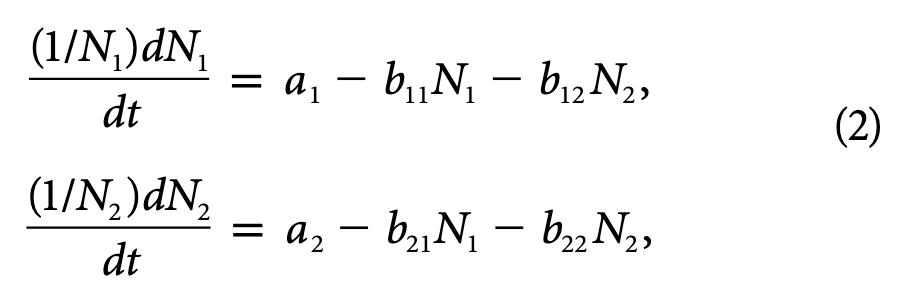 (1/N₁)dN₁
dt
= a₁ − b₁₁N₁ − b₁₂N₂,
(2)
(1/N₂)dN₂
dt
= a₂ − b₂₁N₁ − b₂₂N₂,